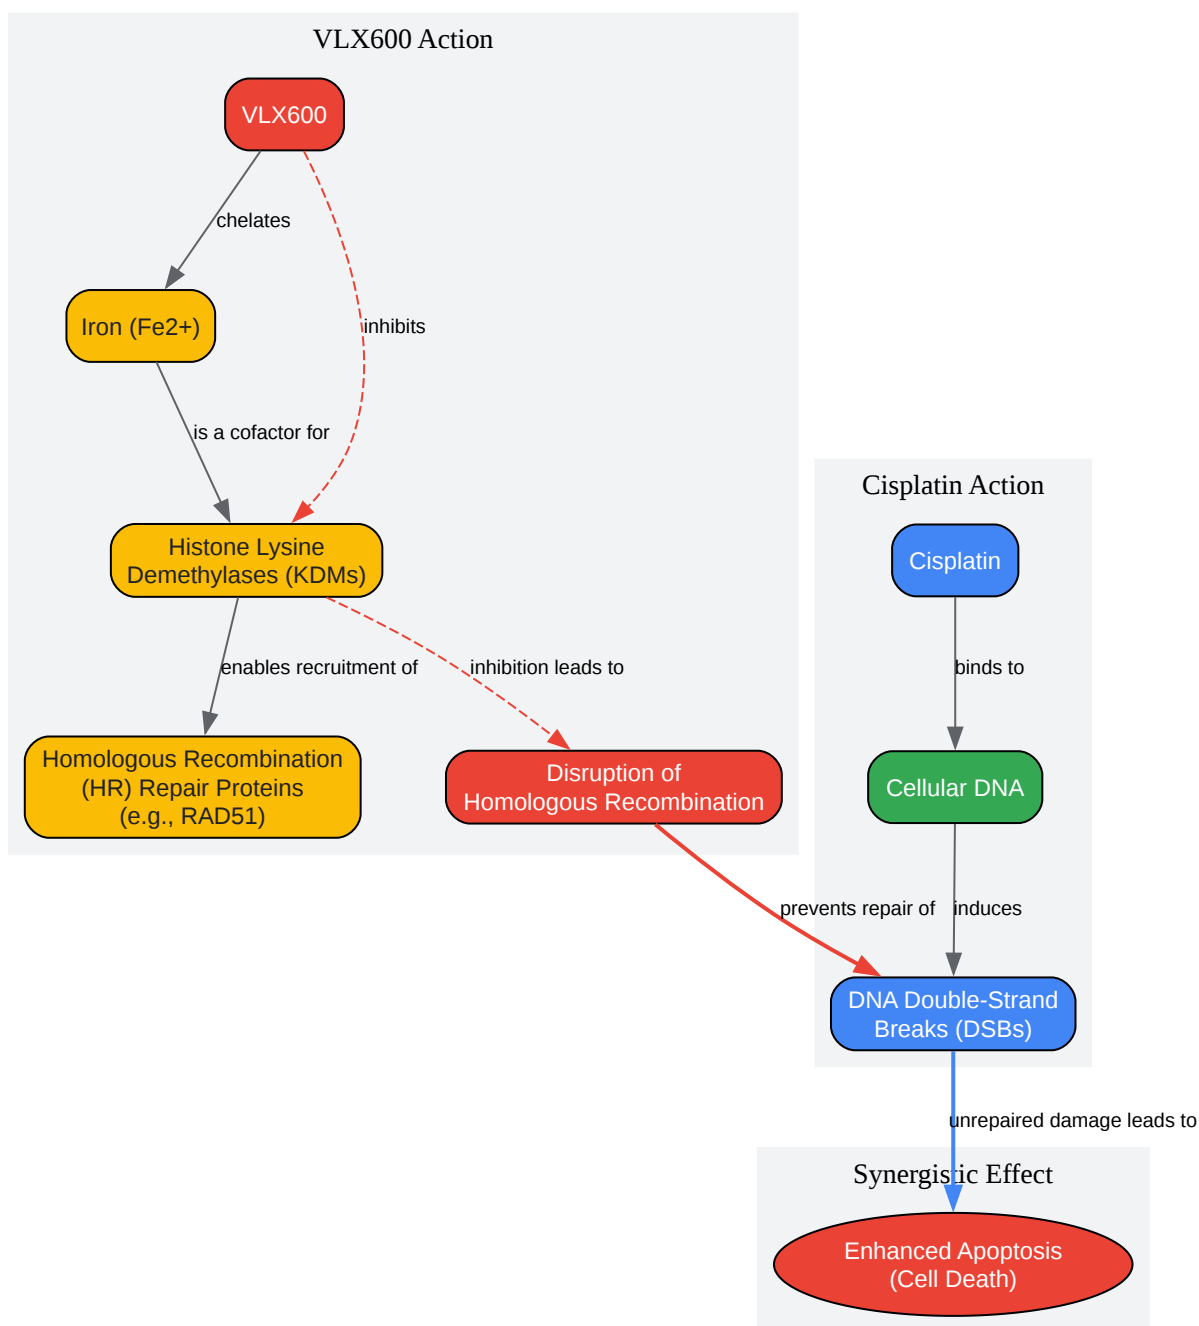 VLX600 Action
VLX600
chelates
Iron (Fe2+)
inhibits
is a cofactor for
Histone Lysine
Demethylases (KDMs)
enables recruitment of
inhibition leads to
Homologous Recombination
(HR) Repair Proteins
(e.g., RAD51)
Disruption of
Homologous Recombination
Cisplatin Action
Cisplatin
binds to
Cellular DNA
prevents repair of
induces
DNA Double-Strand
Breaks (DSBs)
unrepaired damage leads to
Synergistic Effect
Enhanced Apoptosis
(Cell Death)